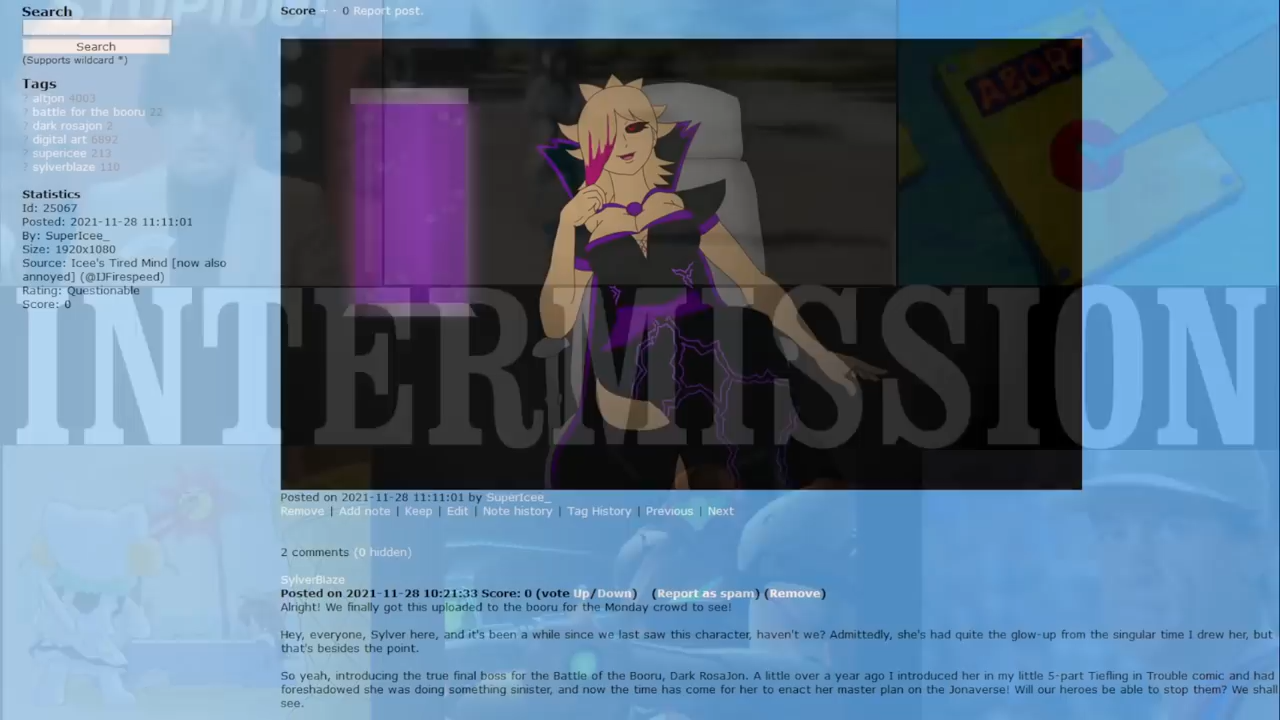 STUPID
Search
Search
(Supports wildcard *)
Tags
? altjon 4003
? battle for the booru 22
? dark rosajon 2
? digital art 6892
? supericee 213
? sylverblaze 110
Statistics
Id: 25067
Posted: 2021-11-28 11:11:01
By: SuperIcee_
Size: 1920x1080
Source: Icee's Tired Mind [now also
annoyed] (@IJFirespeed)
Rating: Questionable
Score: 0
Score - - 0 Report post.
ABORT
INTERMISSION
Posted on 2021-11-28 11:11:01 by SuperIcee_
Remove | Add note | Keep | Edit | Note history | Tag History | Previous | Next
2 comments (0 hidden)
SylverBlaze
Posted on 2021-11-28 10:21:33 Score: 0 (vote Up/Down) (Report as spam) (Remove)
Alright! We finally got this uploaded to the booru for the Monday crowd to see!
Hey, everyone, Sylver here, and it's been a while since we last saw this character, haven't we? Admittedly, she's had quite the glow-up from the singular time I drew her, but
that's besides the point.
So yeah, introducing the true final boss for the Battle of the Booru, Dark RosaJon. A little over a year ago I introduced her in my little 5-part Tiefling in Trouble comic and had
foreshadowed she was doing something sinister, and now the time has come for her to enact her master plan on the Jonaverse! Will our heroes be able to stop them? We shall
see.